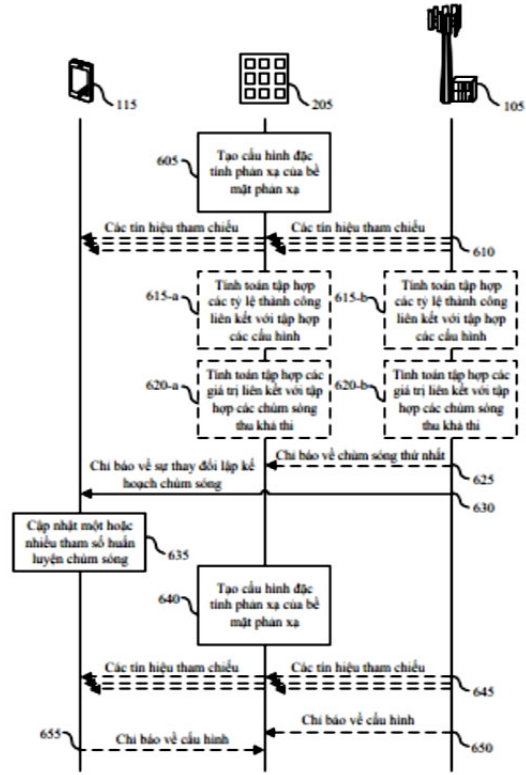 115
205
105
605
Tạo cấu hình đặc
tính phản xạ của bề
mặt phản xạ
Các tín hiệu tham chiếu
Các tín hiệu tham chiếu
610
615-a
Tính toán tập hợp
các tỷ lệ thành công
liên kết với tập hợp
các cấu hình
615-b
Tính toán tập hợp
các tỷ lệ thành công
liên kết với tập hợp
các cấu hình
620-a
Tính toán tập hợp các
giá trị liên kết với tập
hợp các chùm sóng
thu khả thi
620-b
Tính toán tập hợp các
giá trị liên kết với tập
hợp các chùm sóng
thu khả thi
Chỉ báo về chùm sóng thứ nhất
625
Chỉ báo về sự thay đổi lập kế
hoạch chùm sóng
630
Cập nhật một hoặc
nhiều tham số huấn
luyện chùm sóng
635
640
Tạo cấu hình đặc
tính phản xạ của bề
mặt phản xạ
Các tín hiệu tham chiếu
Các tín hiệu tham chiếu
645
Chỉ báo về cấu hình
650
655
Chỉ báo về cấu hình